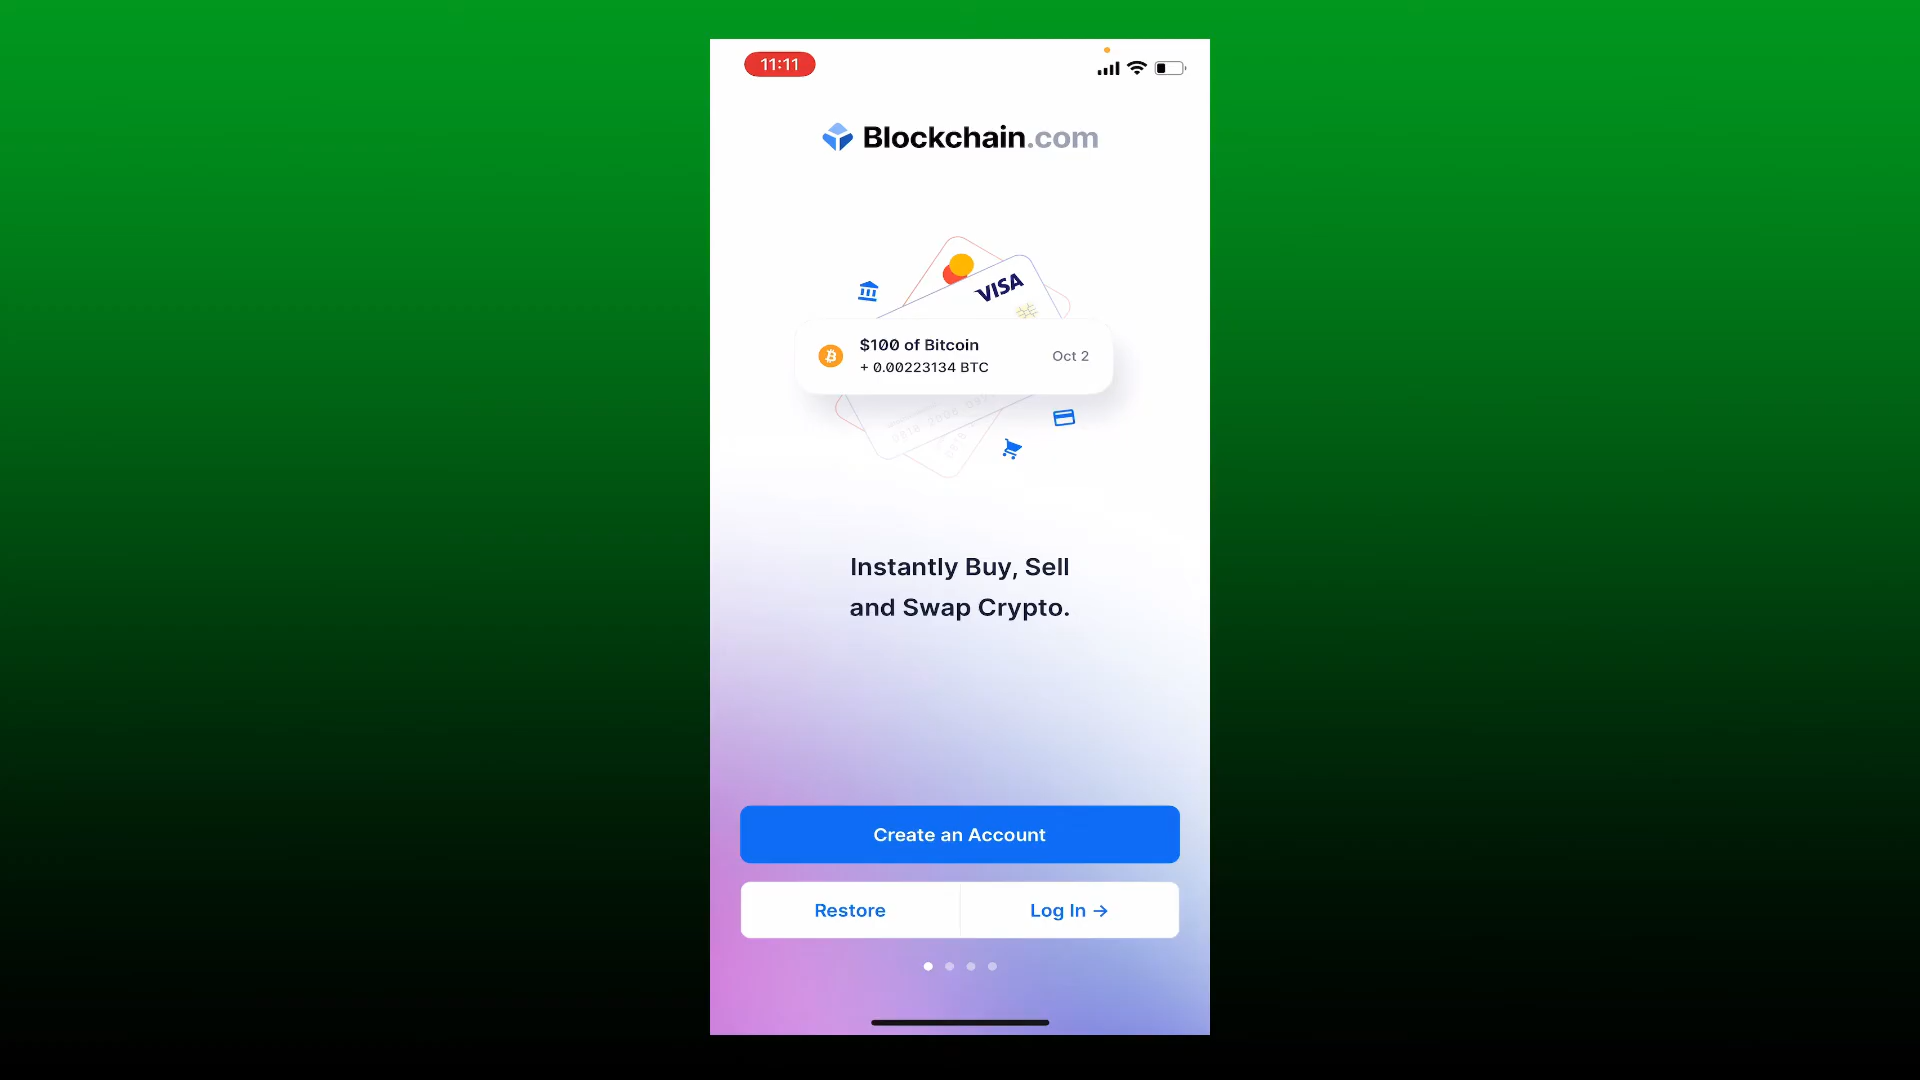 11:11
Blockchain.com
VISA
$100 of Bitcoin
+ 0.00223134 BTC
Oct 2
Instantly Buy, Sell
and Swap Crypto.
Create an Account
Restore
Log In →